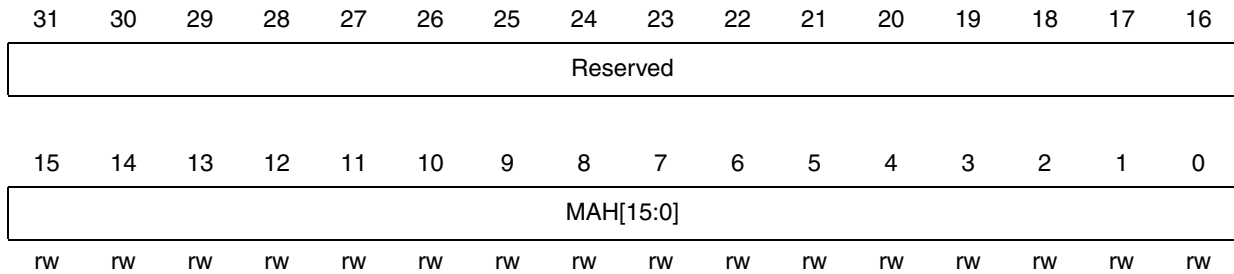 31 30 29 28 27 26 25 24 23 22 21 20 19 18 17 16
Reserved
15 14 13 12 11 10 9 8 7 6 5 4 3 2 1 0
MAH[15:0]
rw rw rw rw rw rw rw rw rw rw rw rw rw rw rw rw